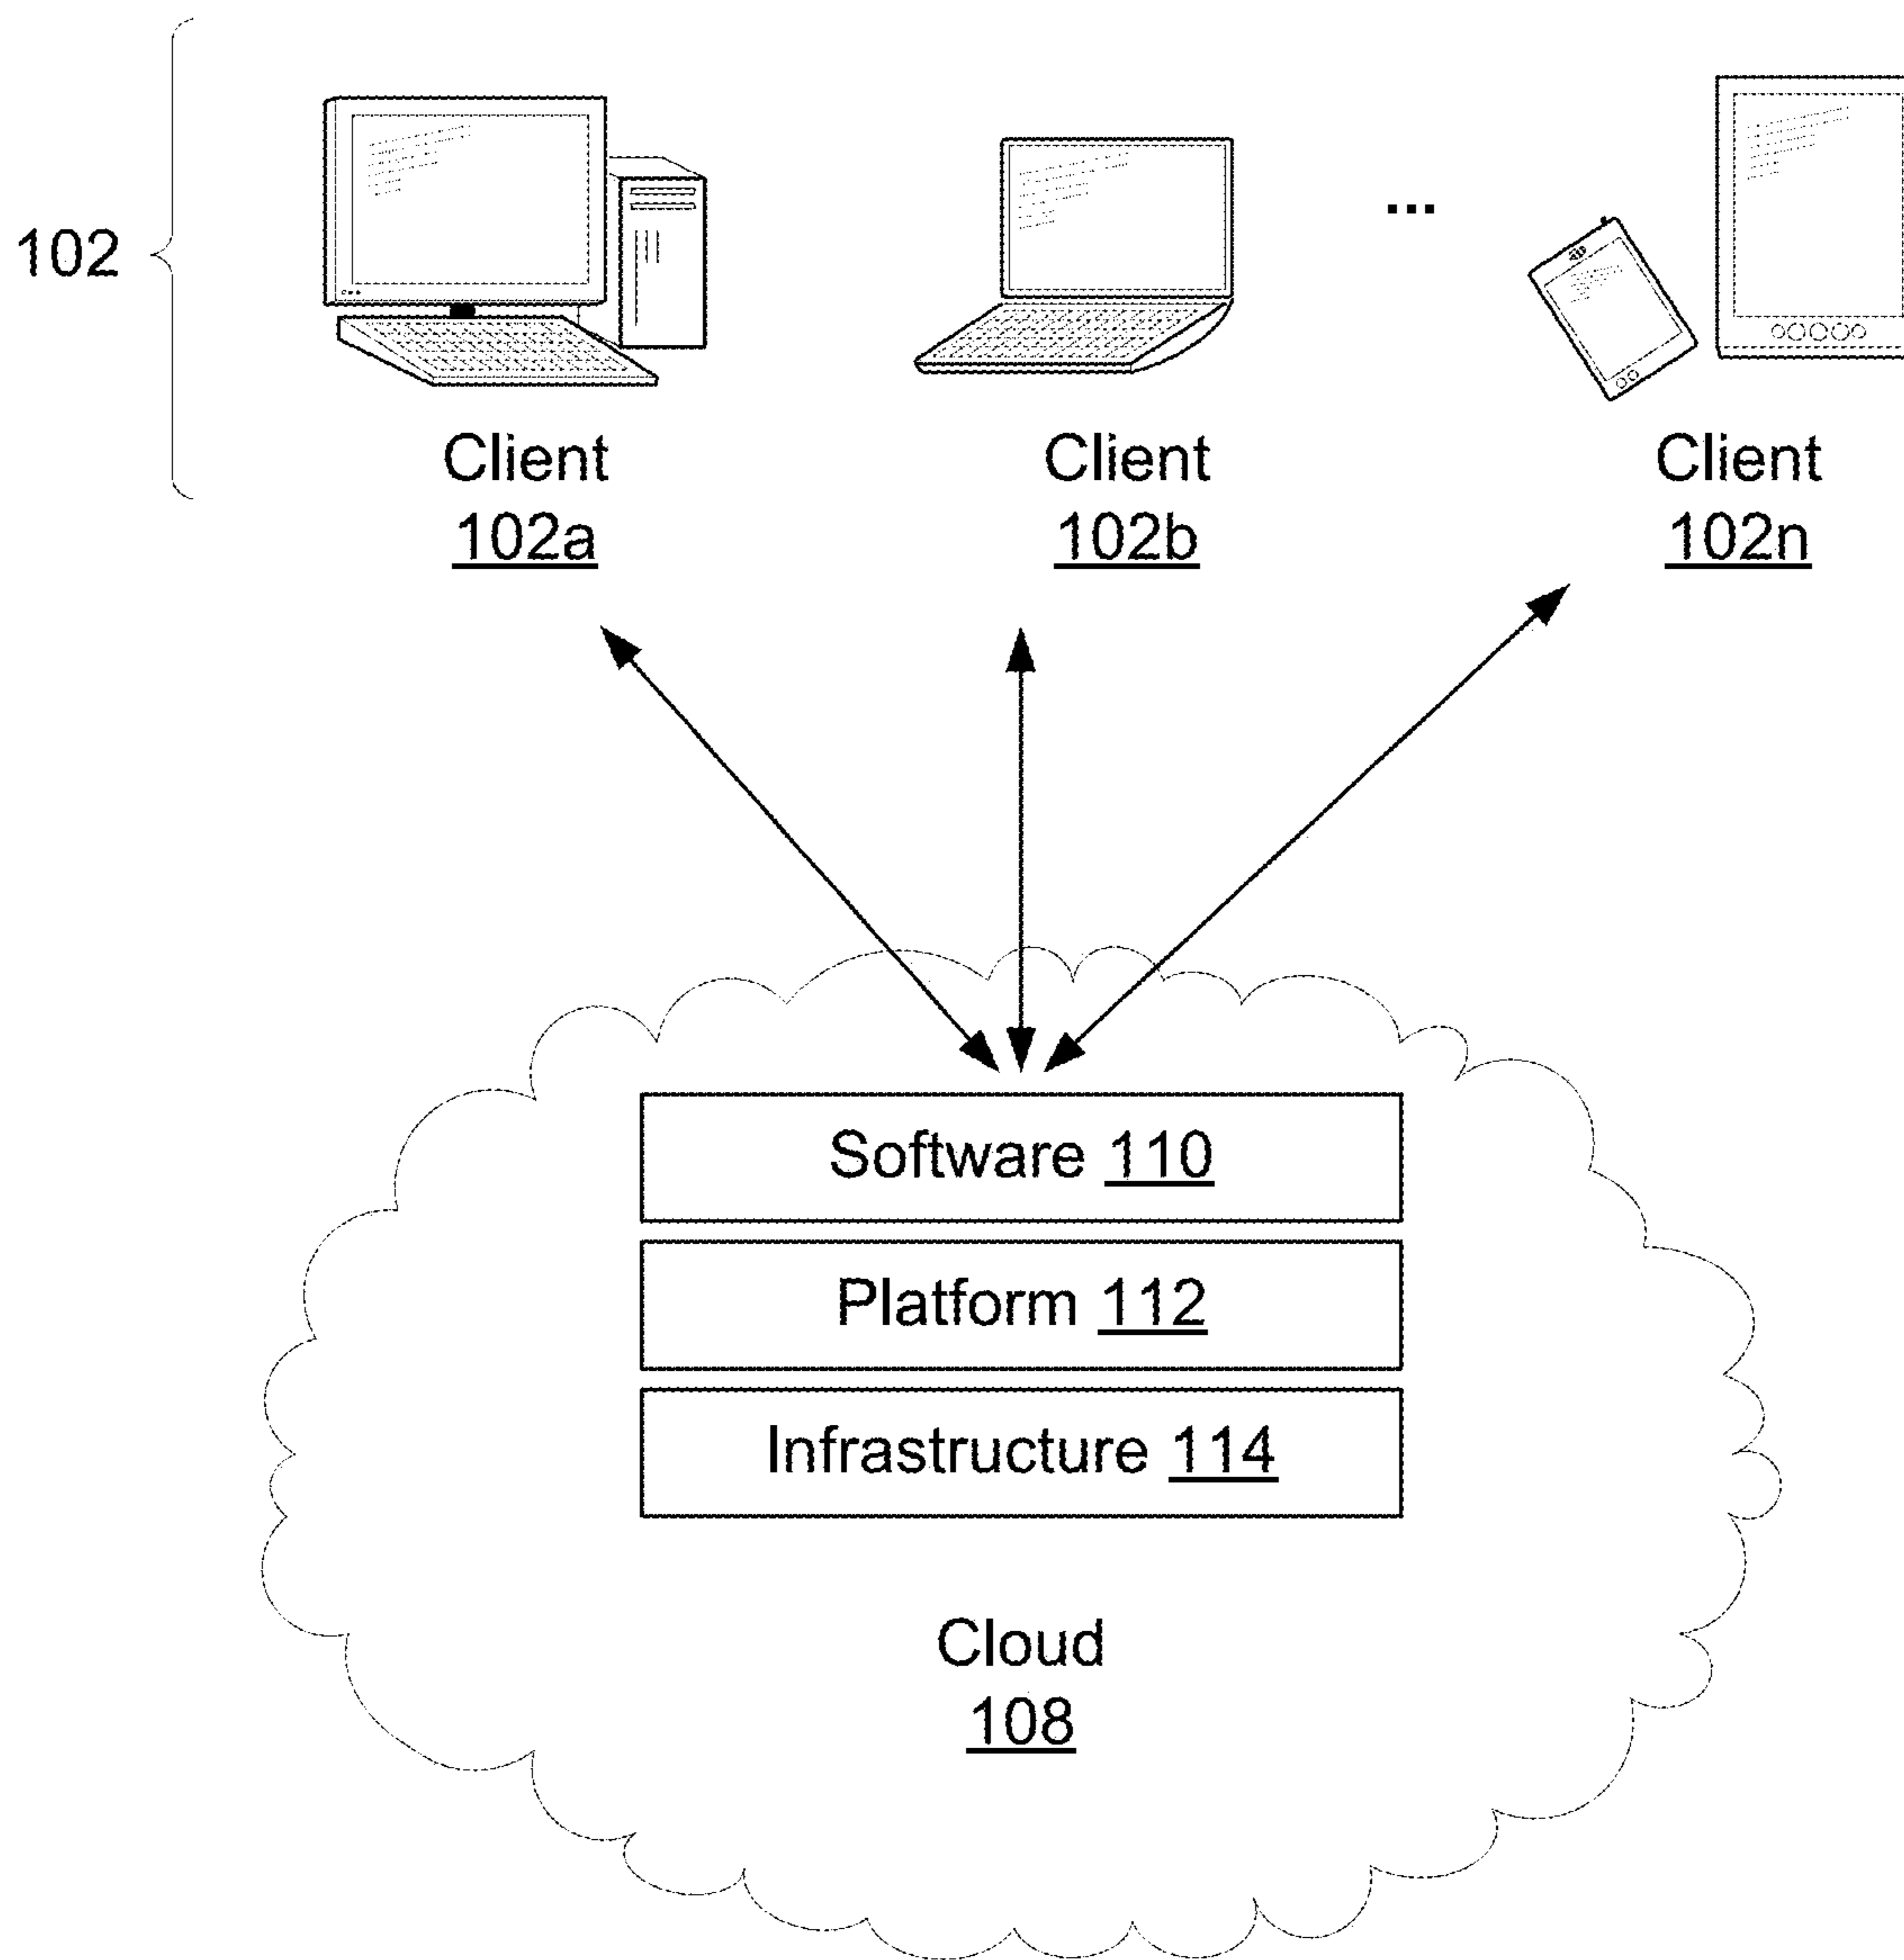 102
...
Client
102a
Client
102b
Client
102n
Software 110
Platform 112
Infrastructure 114
Cloud
108